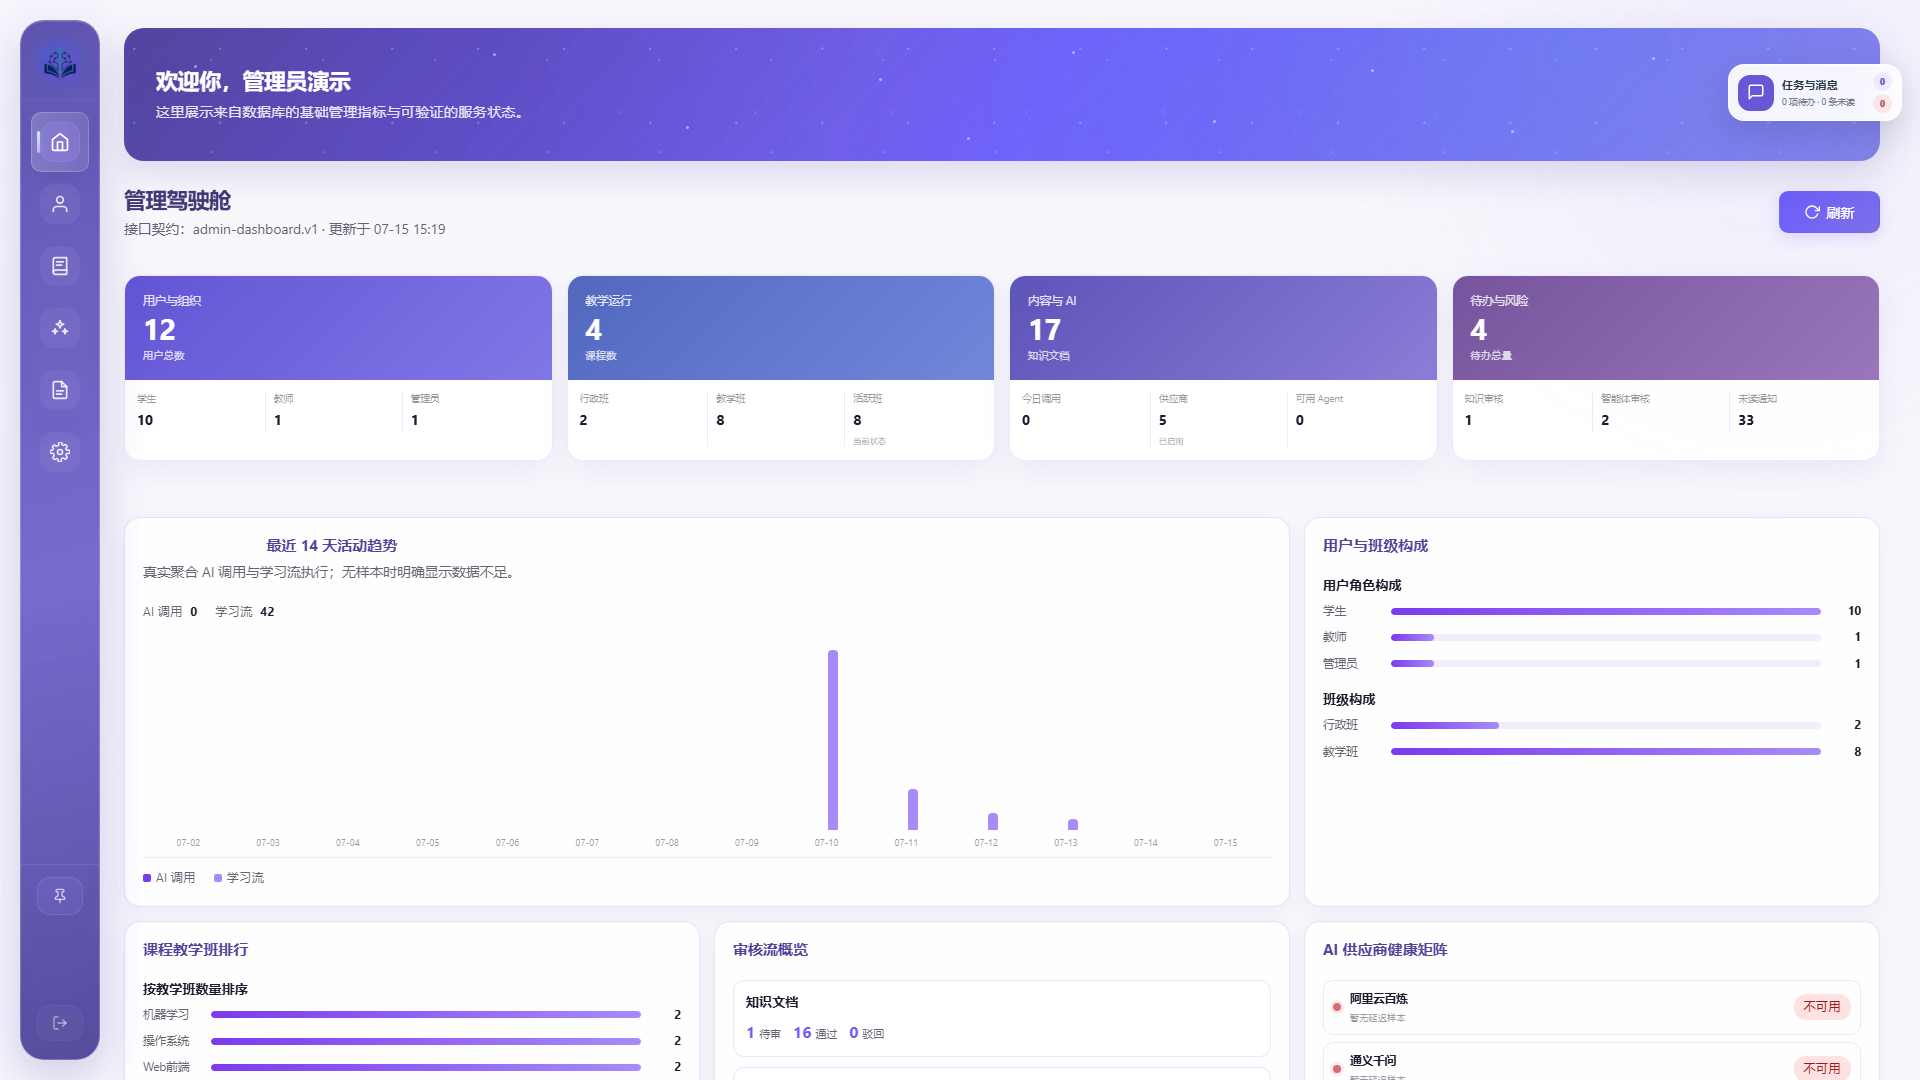 欢迎你，管理员演示
这里展示来自数据库的基础管理指标与可验证的服务状态。
任务与消息
0 项待办 · 0 条未读
0
0
管理驾驶舱
接口契约：admin-dashboard.v1 · 更新于 07-15 15:19
刷新
用户与组织
12
用户总数
学生
10
教师
1
管理员
1
教学运行
4
课程数
行政班
2
教学班
8
活跃班
8
当前状态
内容与 AI
17
知识文档
今日调用
0
供应商
5
已启用
可用 Agent
0
待办与风险
4
待办总量
知识审核
1
智能体审核
2
未读通知
33
最近 14 天活动趋势
真实聚合 AI 调用与学习流执行；无样本时明确显示数据不足。
AI 调用 0 学习流 42
07-02 07-03 07-04 07-05 07-06 07-07 07-08 07-09 07-10 07-11 07-12 07-13 07-14 07-15
AI 调用 学习流
用户与班级构成
用户角色构成
学生 10
教师 1
管理员 1
班级构成
行政班 2
教学班 8
课程教学班排行
按教学班数量排序
机器学习 2
操作系统 2
Web前端 2
审核流概览
知识文档
1 待审 16 通过 0 驳回
AI 供应商健康矩阵
阿里云百炼
暂无延迟样本
不可用
通义千问
暂无延迟样本
不可用